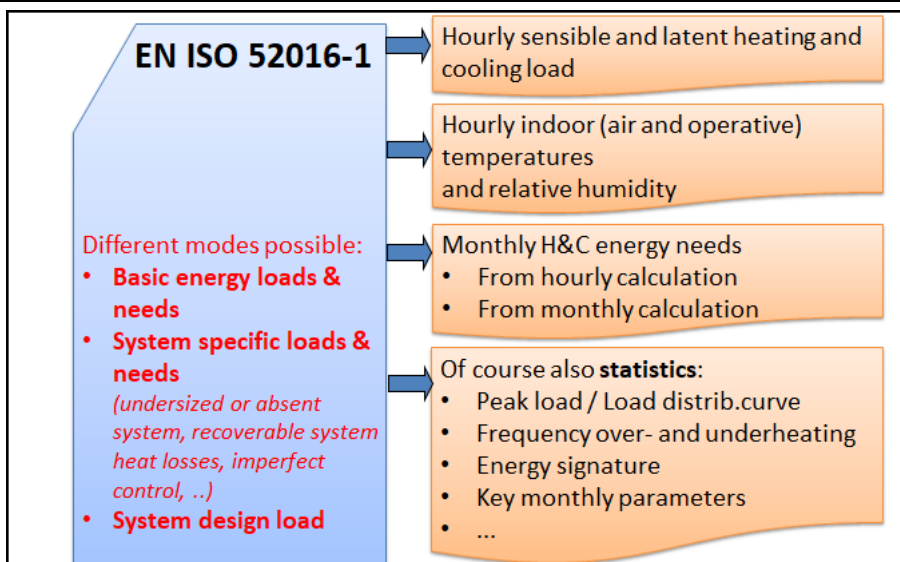 EN ISO 52016-1
Different modes possible:
• Basic energy loads &
needs
• System specific loads &
needs
(undersized or absent
system, recoverable system
heat losses, imperfect
control, ..)
• System design load
Hourly sensible and latent heating and
cooling load
Hourly indoor (air and operative)
temperatures
and relative humidity
Monthly H&C energy needs
• From hourly calculation
• From monthly calculation
Of course also statistics:
• Peak load / Load distrib.curve
• Frequency over- and underheating
• Energy signature
• Key monthly parameters
• ...